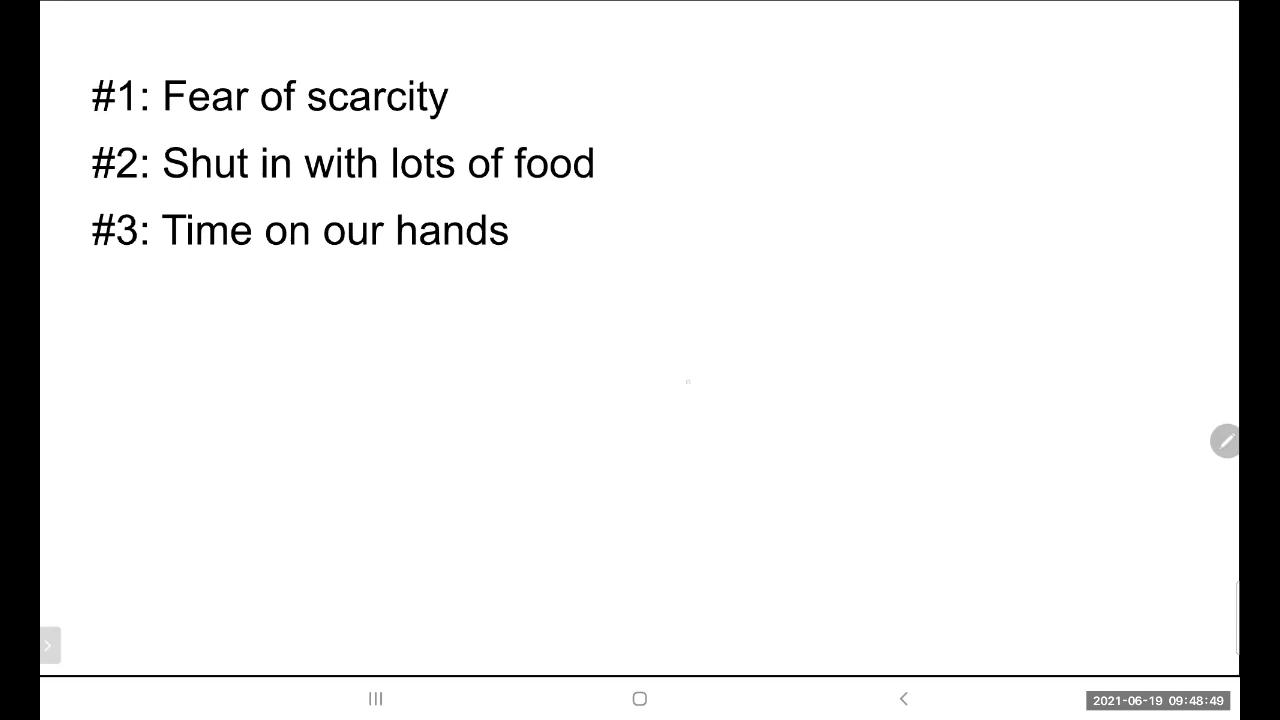 #1: Fear of scarcity
#2: Shut in with lots of food
#3: Time on our hands
2021-06-19 09:48:49